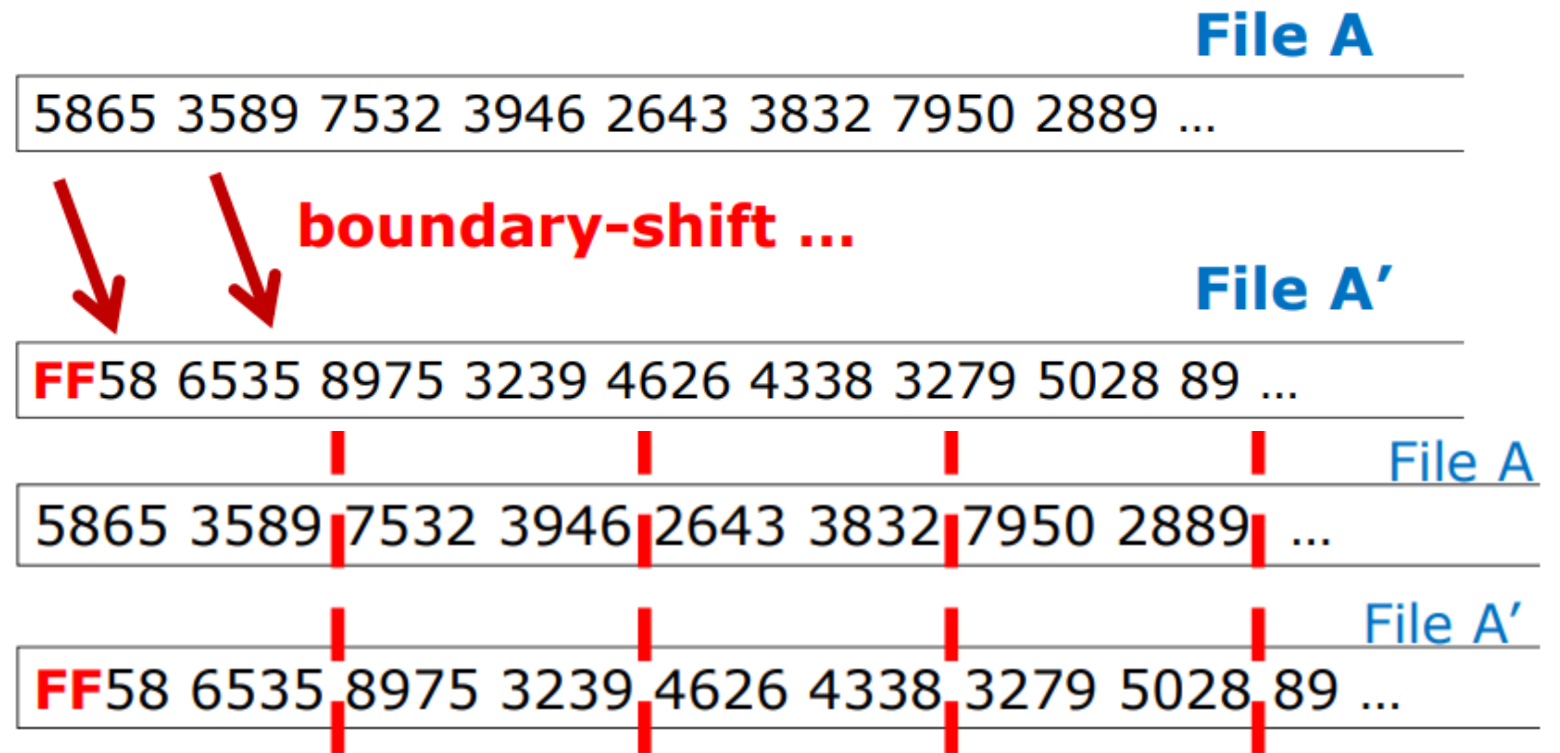 File A
5865 3589 7532 3946 2643 3832 7950 2889 ...
boundary-shift ...
File A’
FF58 6535 8975 3239 4626 4338 3279 5028 89 ...
File A
5865 3589 7532 3946 2643 3832 7950 2889 ...
File A’
FF58 6535 8975 3239 4626 4338 3279 5028 89 ...